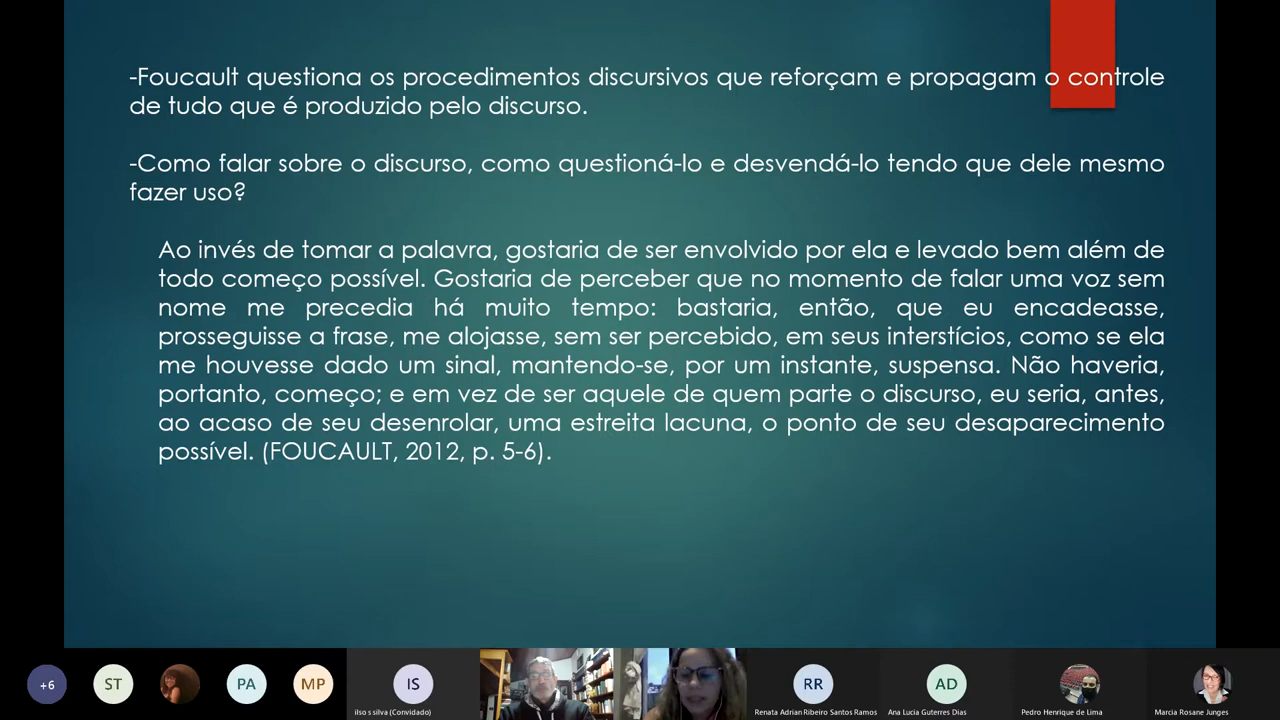 -Foucault questiona os procedimentos discursivos que reforçam e propagam o controle
de tudo que é produzido pelo discurso.
-Como falar sobre o discurso, como questioná-lo e desvendá-lo tendo que dele mesmo
fazer uso?
Ao invés de tomar a palavra, gostaria de ser envolvido por ela e levado bem além de
todo começo possível. Gostaria de perceber que no momento de falar uma voz sem
nome me precedia há muito tempo: bastaria, então, que eu encadeasse,
prosseguisse a frase, me alojasse, sem ser percebido, em seus interstícios, como se ela
me houvesse dado um sinal, mantendo-se, por um instante, suspensa. Não haveria,
portanto, começo; e em vez de ser aquele de quem parte o discurso, eu seria, antes,
ao acaso de seu desenrolar, uma estreita lacuna, o ponto de seu desaparecimento
possível. (FOUCAULT, 2012, p. 5-6).
+6 ST PA MP IS RR AD
ilso s silva (Convidado) Renata Adrian Ribeiro Santos Ramos Ana Lucia Guterres Dias Pedro Henrique de Lima Marcia Rosane Junges